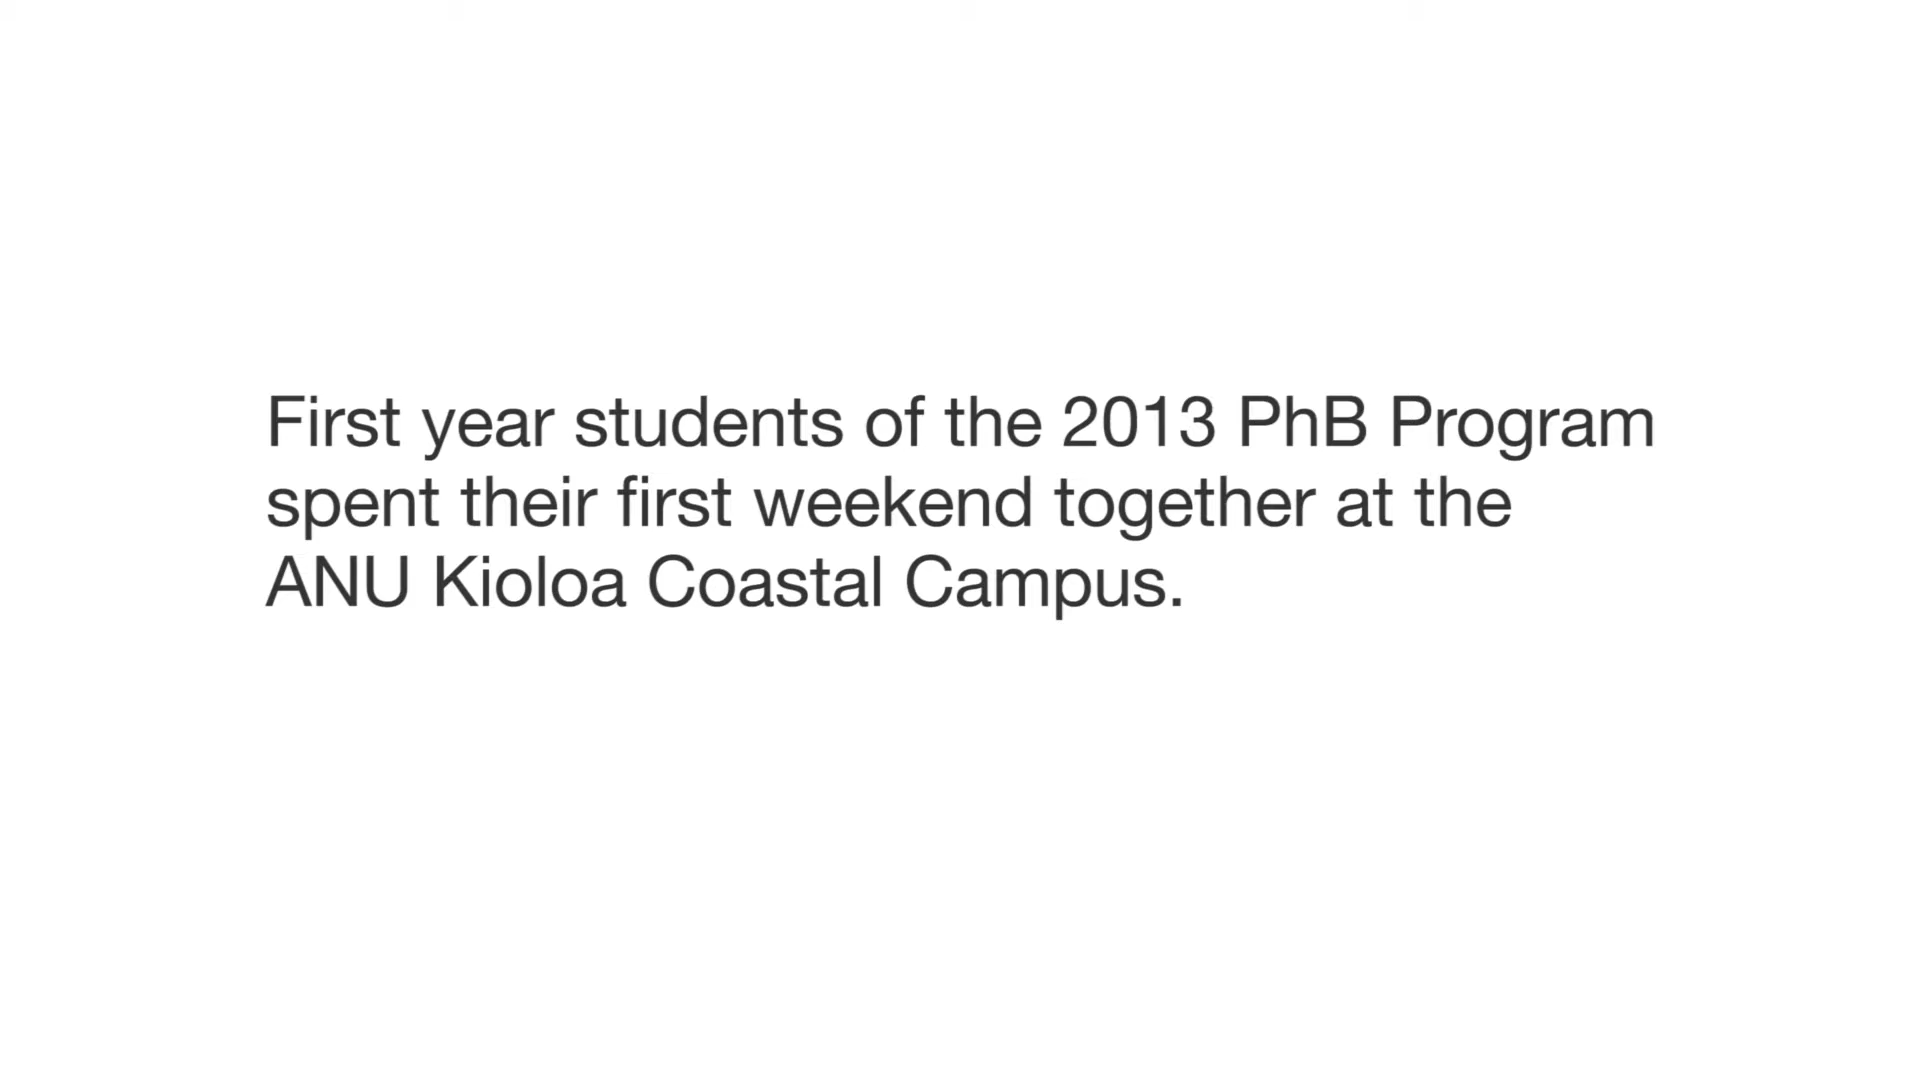 First year students of the 2013 PhB Program
spent their first weekend together at the
ANU Kioloa Coastal Campus.